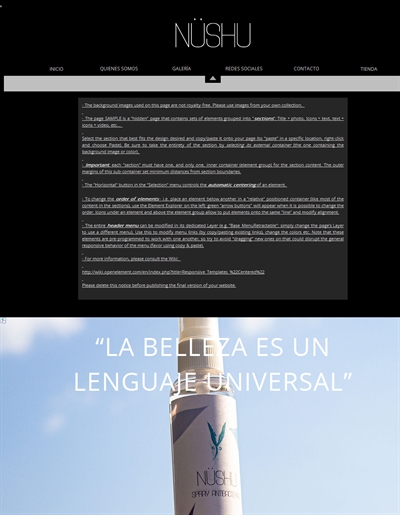 NÜSHU
INICIO QUIENES SOMOS GALERÍA REDES SOCIALES CONTACTO TIENDA
. The background images used on this page are not royalty-free. Please use images from your own collection.
. The page SAMPLE is a "hidden" page that contains sets of elements grouped into "sections": Title + photo, Icons + text, text +
icons + video, etc...
Select the section that best fits the design desired and copy/paste it onto your page (to "paste" in a specific location, right-click
and choose Paste). Be sure to take the entirety of the section by selecting its external container (the one containing the
background image or color).
. Important: each "section" must have one, and only one, inner container (element group) for the section content. The outer
margins of this sub container set minimum distances from section boundaries.
. The "Horizontal" button in the "Selection" menu controls the automatic centering of an element.
. To change the order of elements : i.e. place an element below another in a "relative" positioned container (like most of the
content in the sections), use the Element Explorer on the left: green "arrow buttons" will appear when it is possible to change the
order. Icons under an element and above the element group allow to put elements onto the same "line" and modify alignment.
. The entire header menu can be modified in its dedicated Layer (e.g. "Base Menu/Retractable": simply change the page's Layer
to use a different menu). Use this to modify menu links (by copy/pasting existing links), change the colors etc. Note that these
elements are pre-programmed to work with one another, so try to avoid "dragging" new ones on that could disrupt the general
responsive behavior of the menu (favor using copy & paste).
. For more information, please consult the Wiki:
http://wiki.openelement.com/en/index.php?title=Responsive_Templates_%22Centered%22
Please delete this notice before publishing the final version of your website.
“LA BELLEZA ES UN
LENGUAJE UNIVERSAL”
NÜSHU
SPRAY ANTIBACTERIAL